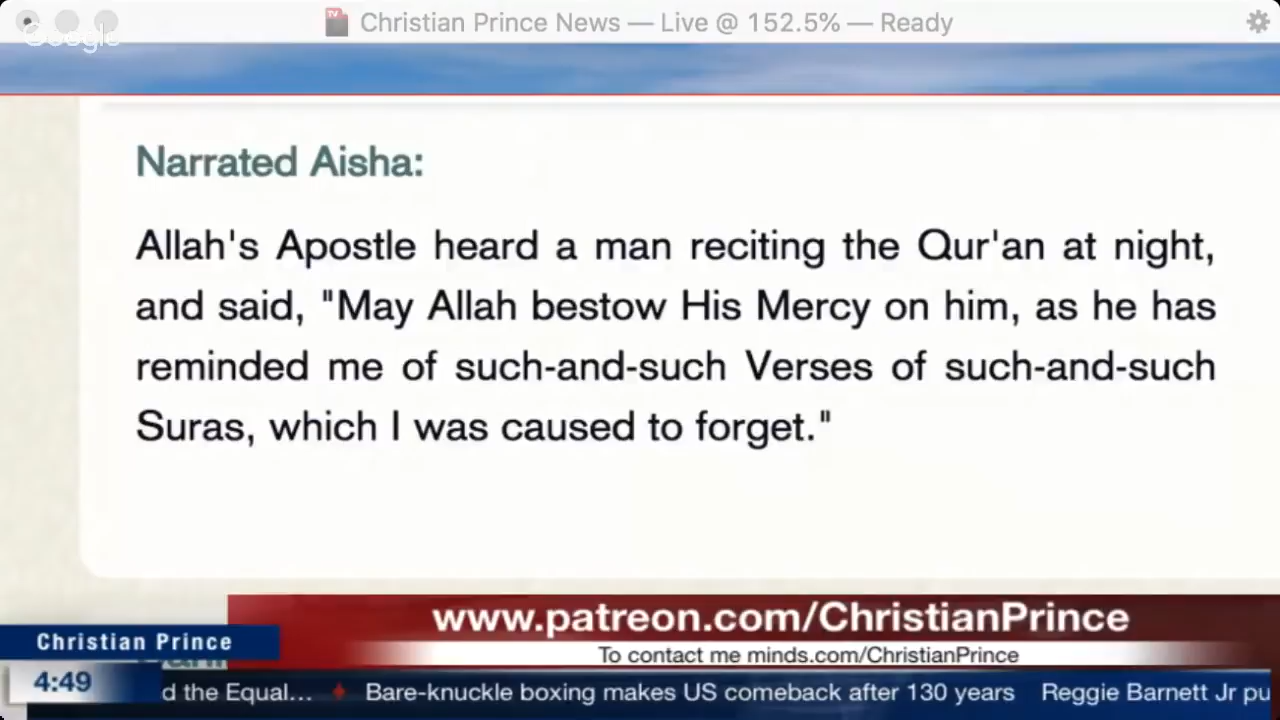 Christian Prince News — Live @ 152.5% — Ready
Google
Narrated Aisha:
Allah's Apostle heard a man reciting the Qur'an at night,
and said, "May Allah bestow His Mercy on him, as he has
reminded me of such-and-such Verses of such-and-such
Suras, which I was caused to forget."
www.patreon.com/ChristianPrince
Christian Prince
To contact me minds.com/ChristianPrince
4:49
d the Equal... ♦ Bare-knuckle boxing makes US comeback after 130 years Reggie Barnett Jr pu